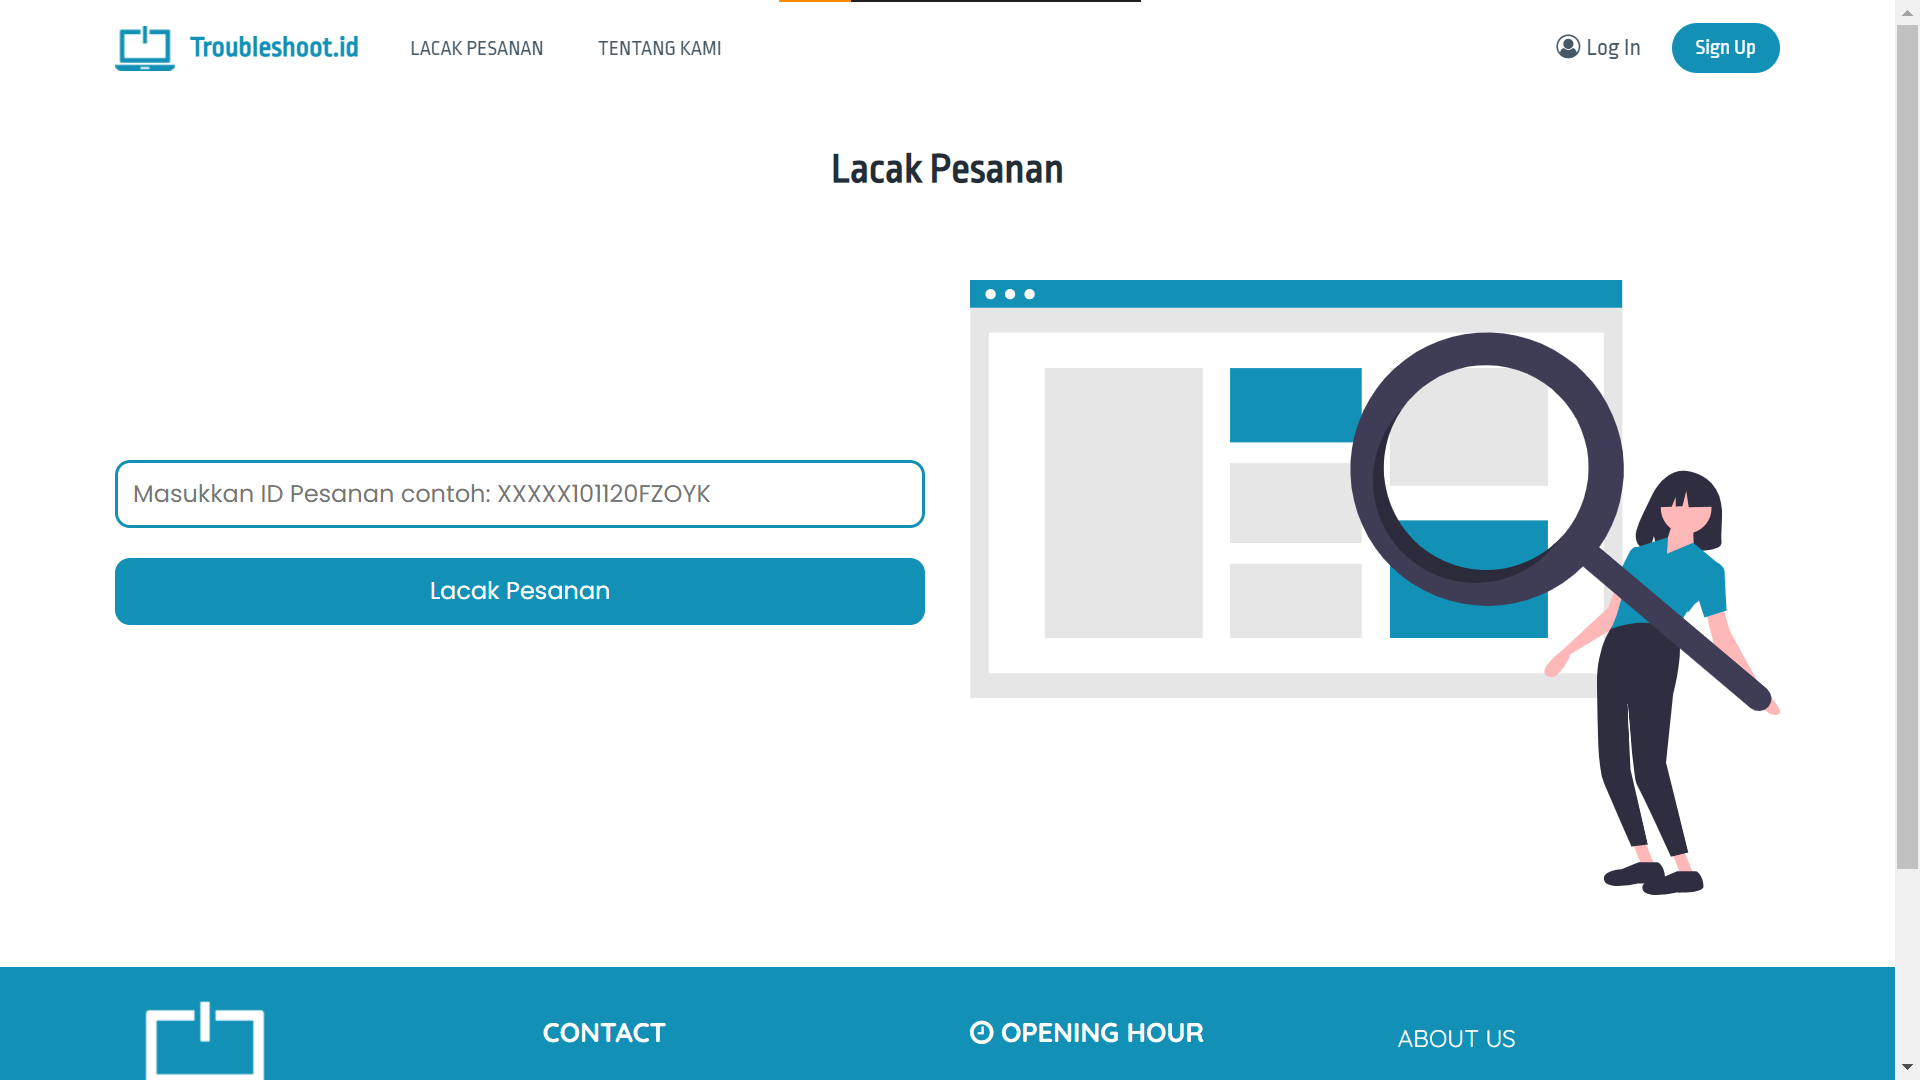 Troubleshoot.id
LACAK PESANAN
TENTANG KAMI
Log In
Sign Up
Lacak Pesanan
Masukkan ID Pesanan contoh: XXXXX101120FZOYK
Lacak Pesanan
CONTACT
OPENING HOUR
ABOUT US